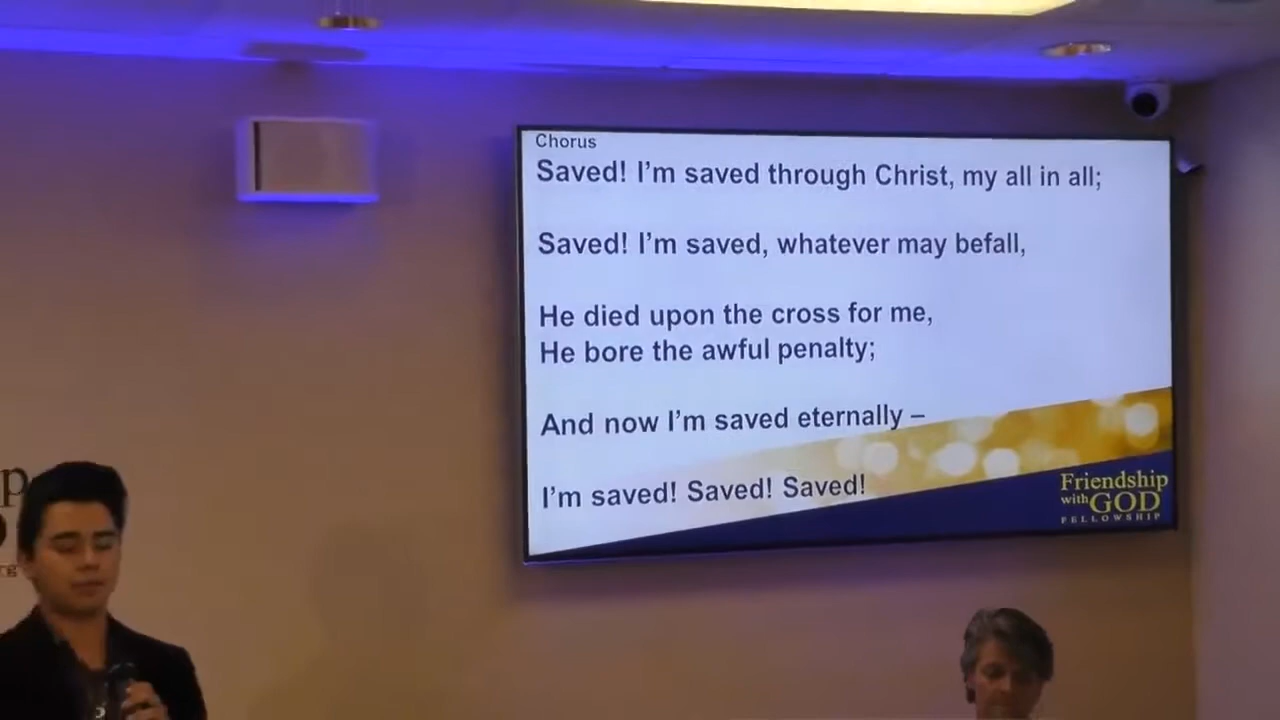 Chorus
Saved! I'm saved through Christ, my all in all;
Saved! I'm saved, whatever may befall,
He died upon the cross for me,
He bore the awful penalty;
And now I'm saved eternally –
I'm saved! Saved! Saved!
Friendship
with GOD
FELLOWSHIP